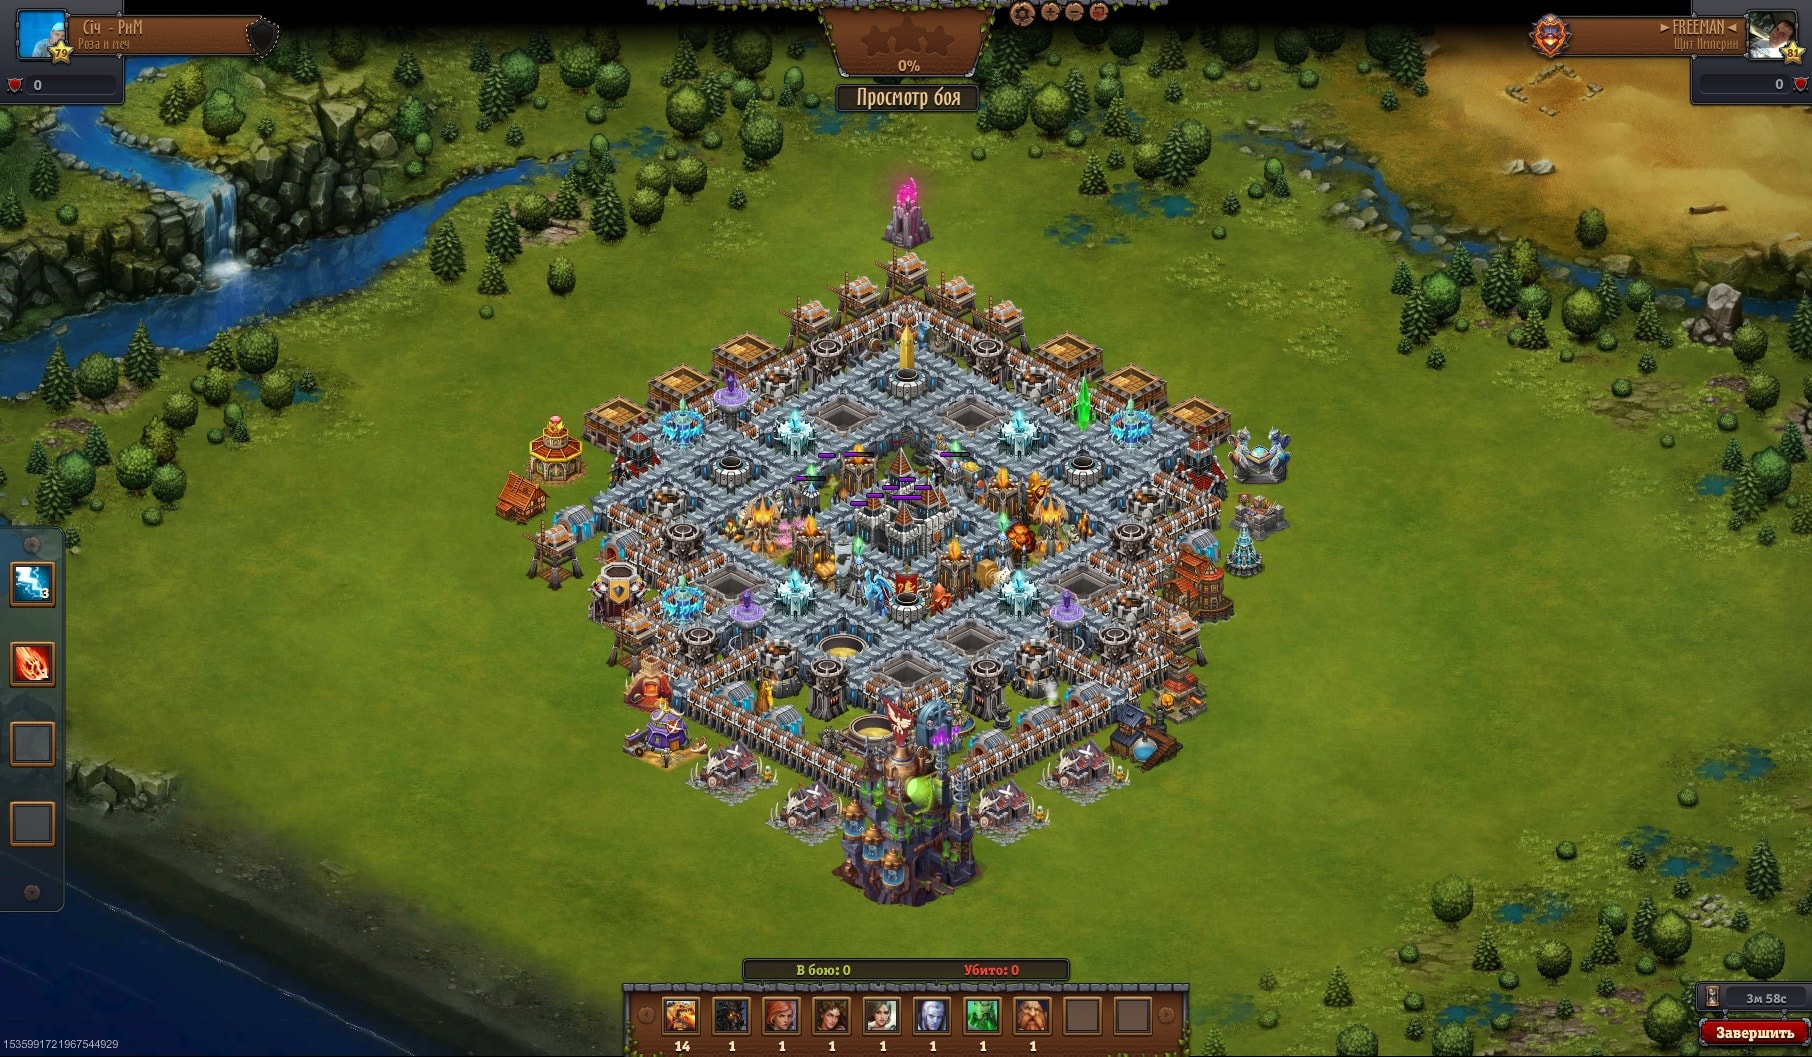 Січ - РиМ
Роза и меч
79
0
0%
Просмотр боя
►FREEMAN◄
Щит Империи
81
0
3
В бою: 0
Убито: 0
14
1
1
1
1
1
1
1
3м 58с
Завершить
1535991721967544929